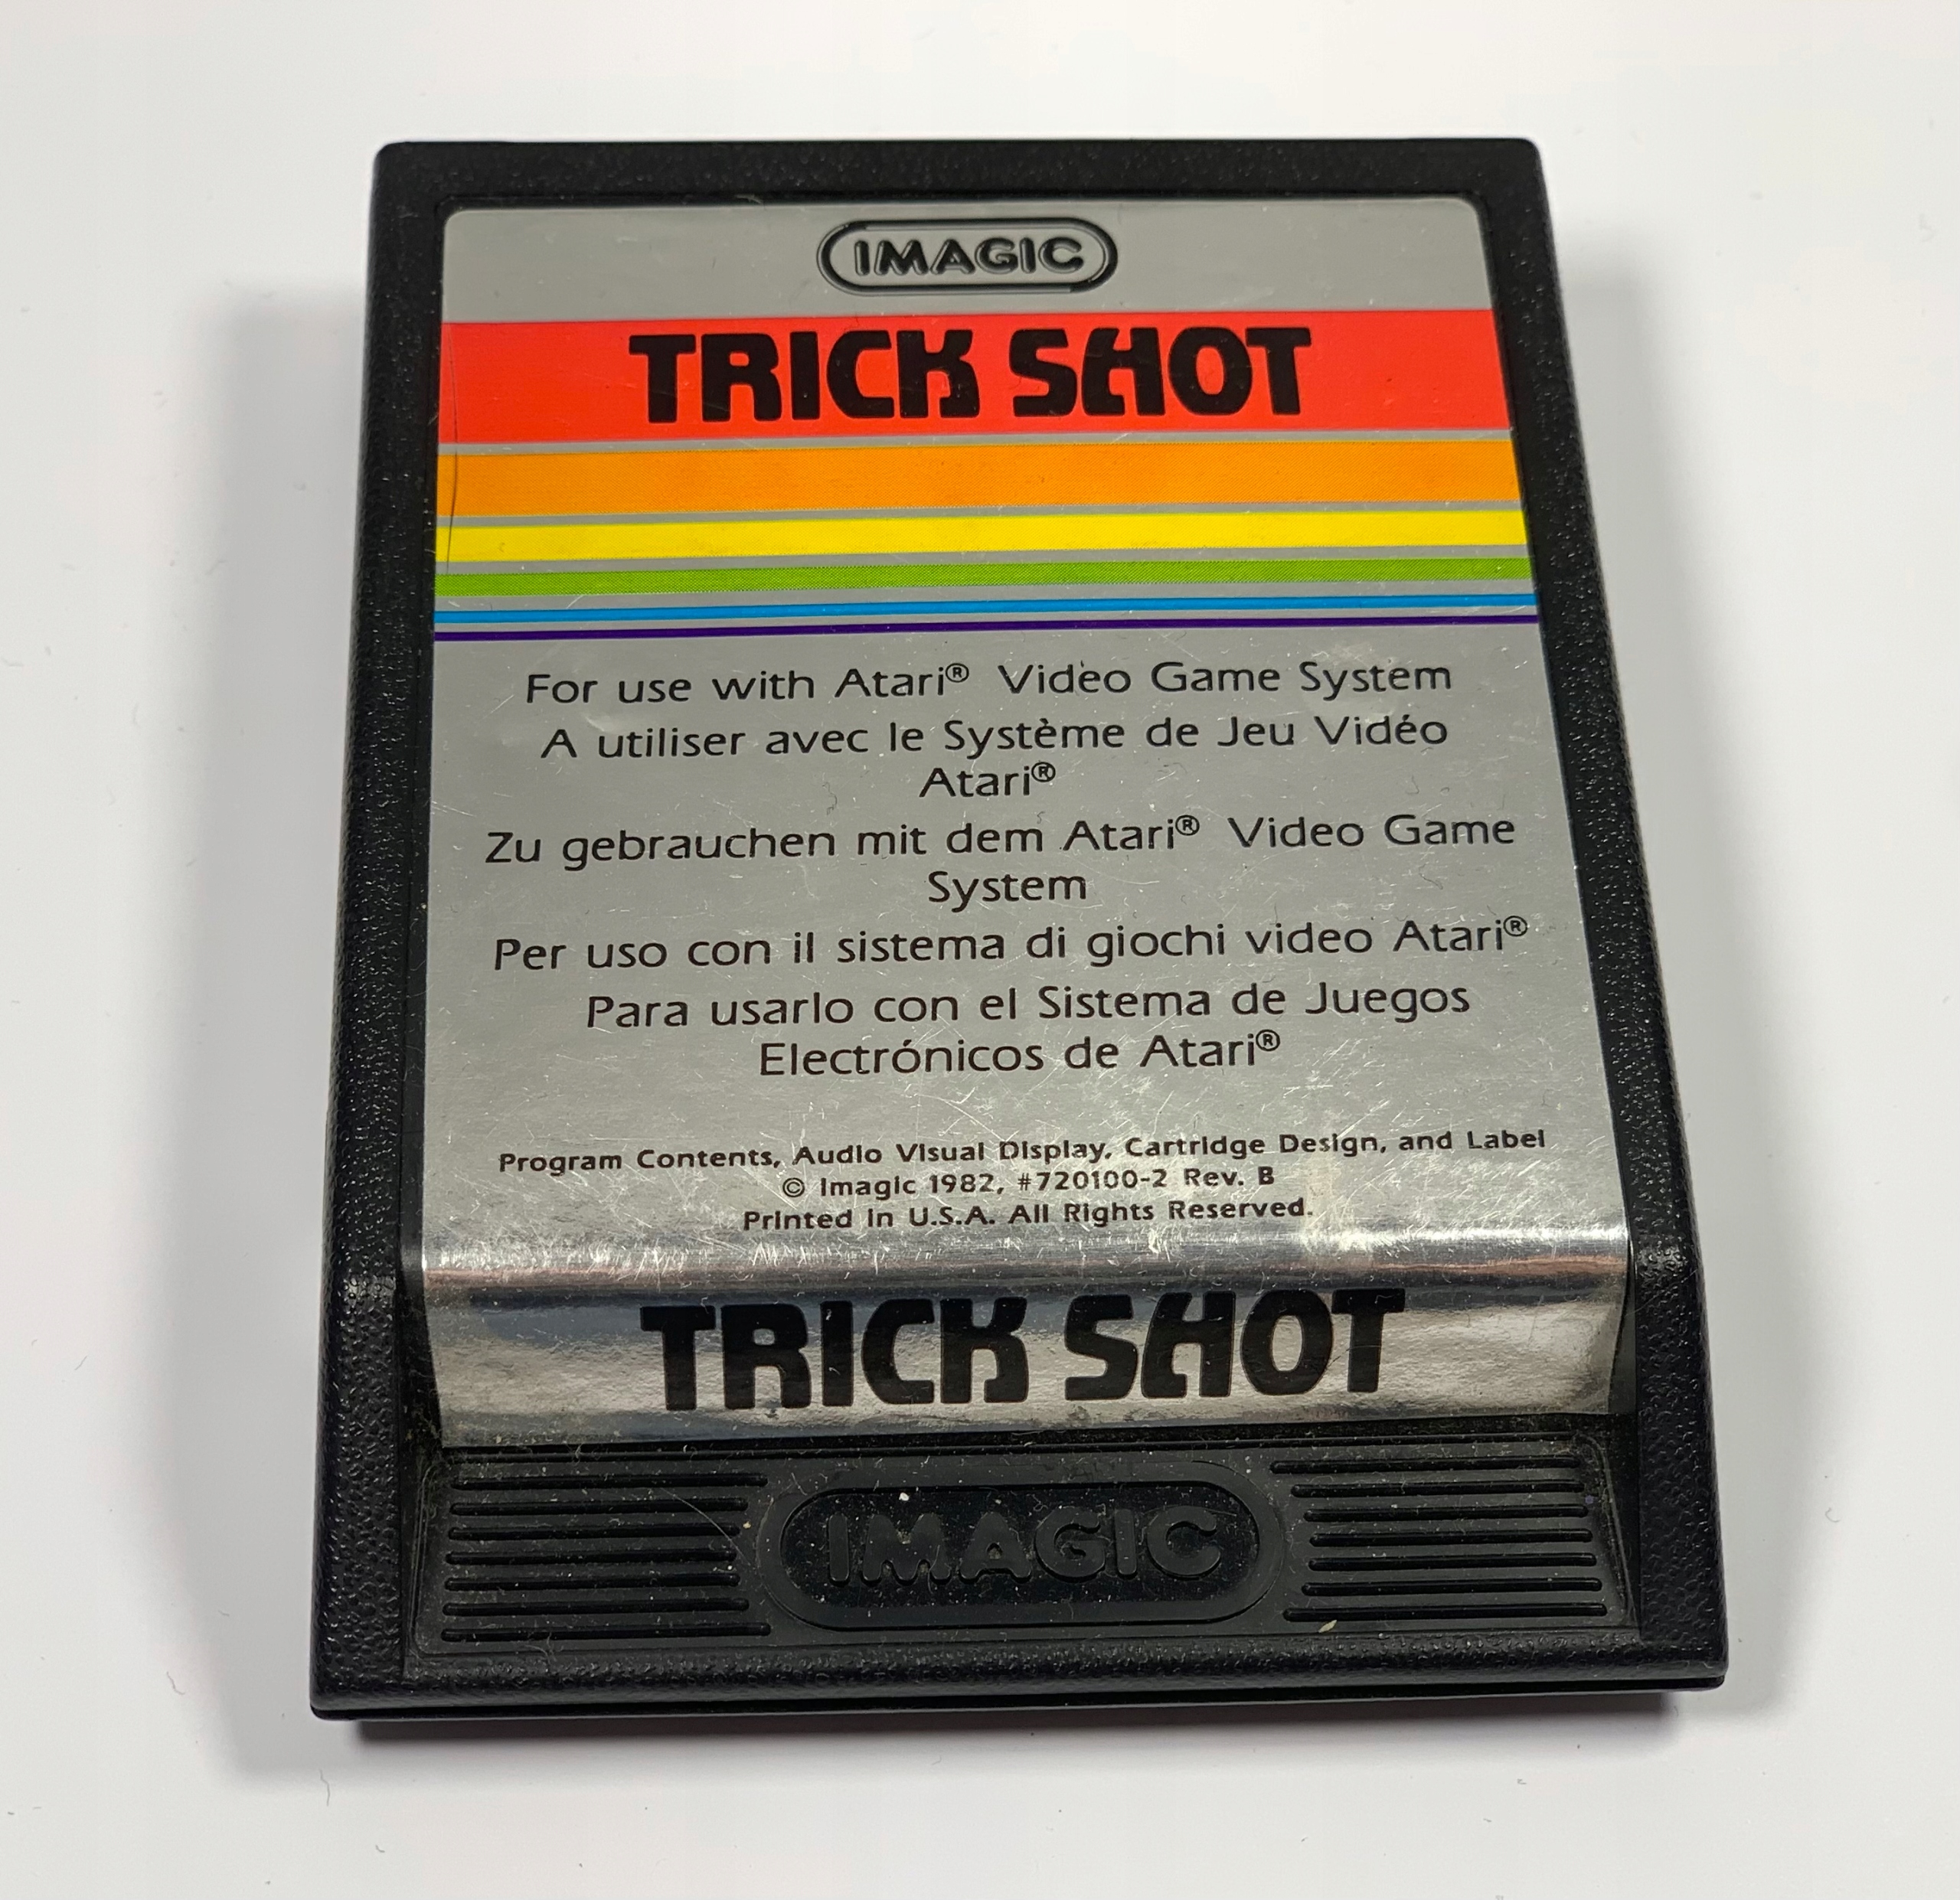 IMAGIC
TRICK SHOT
For use with Atari® Video Game System
A utiliser avec le Système de Jeu Vidéo
Atari®
Zu gebrauchen mit dem Atari® Video Game
System
Per uso con il sistema di giochi video Atari®
Para usarlo con el Sistema de Juegos
Electrónicos de Atari®
Program Contents, Audio Visual Display, Cartridge Design, and Label
© Imagic 1982, #720100-2 Rev. B
Printed in U.S.A. All Rights Reserved.
TRICK SHOT
IMAGIC